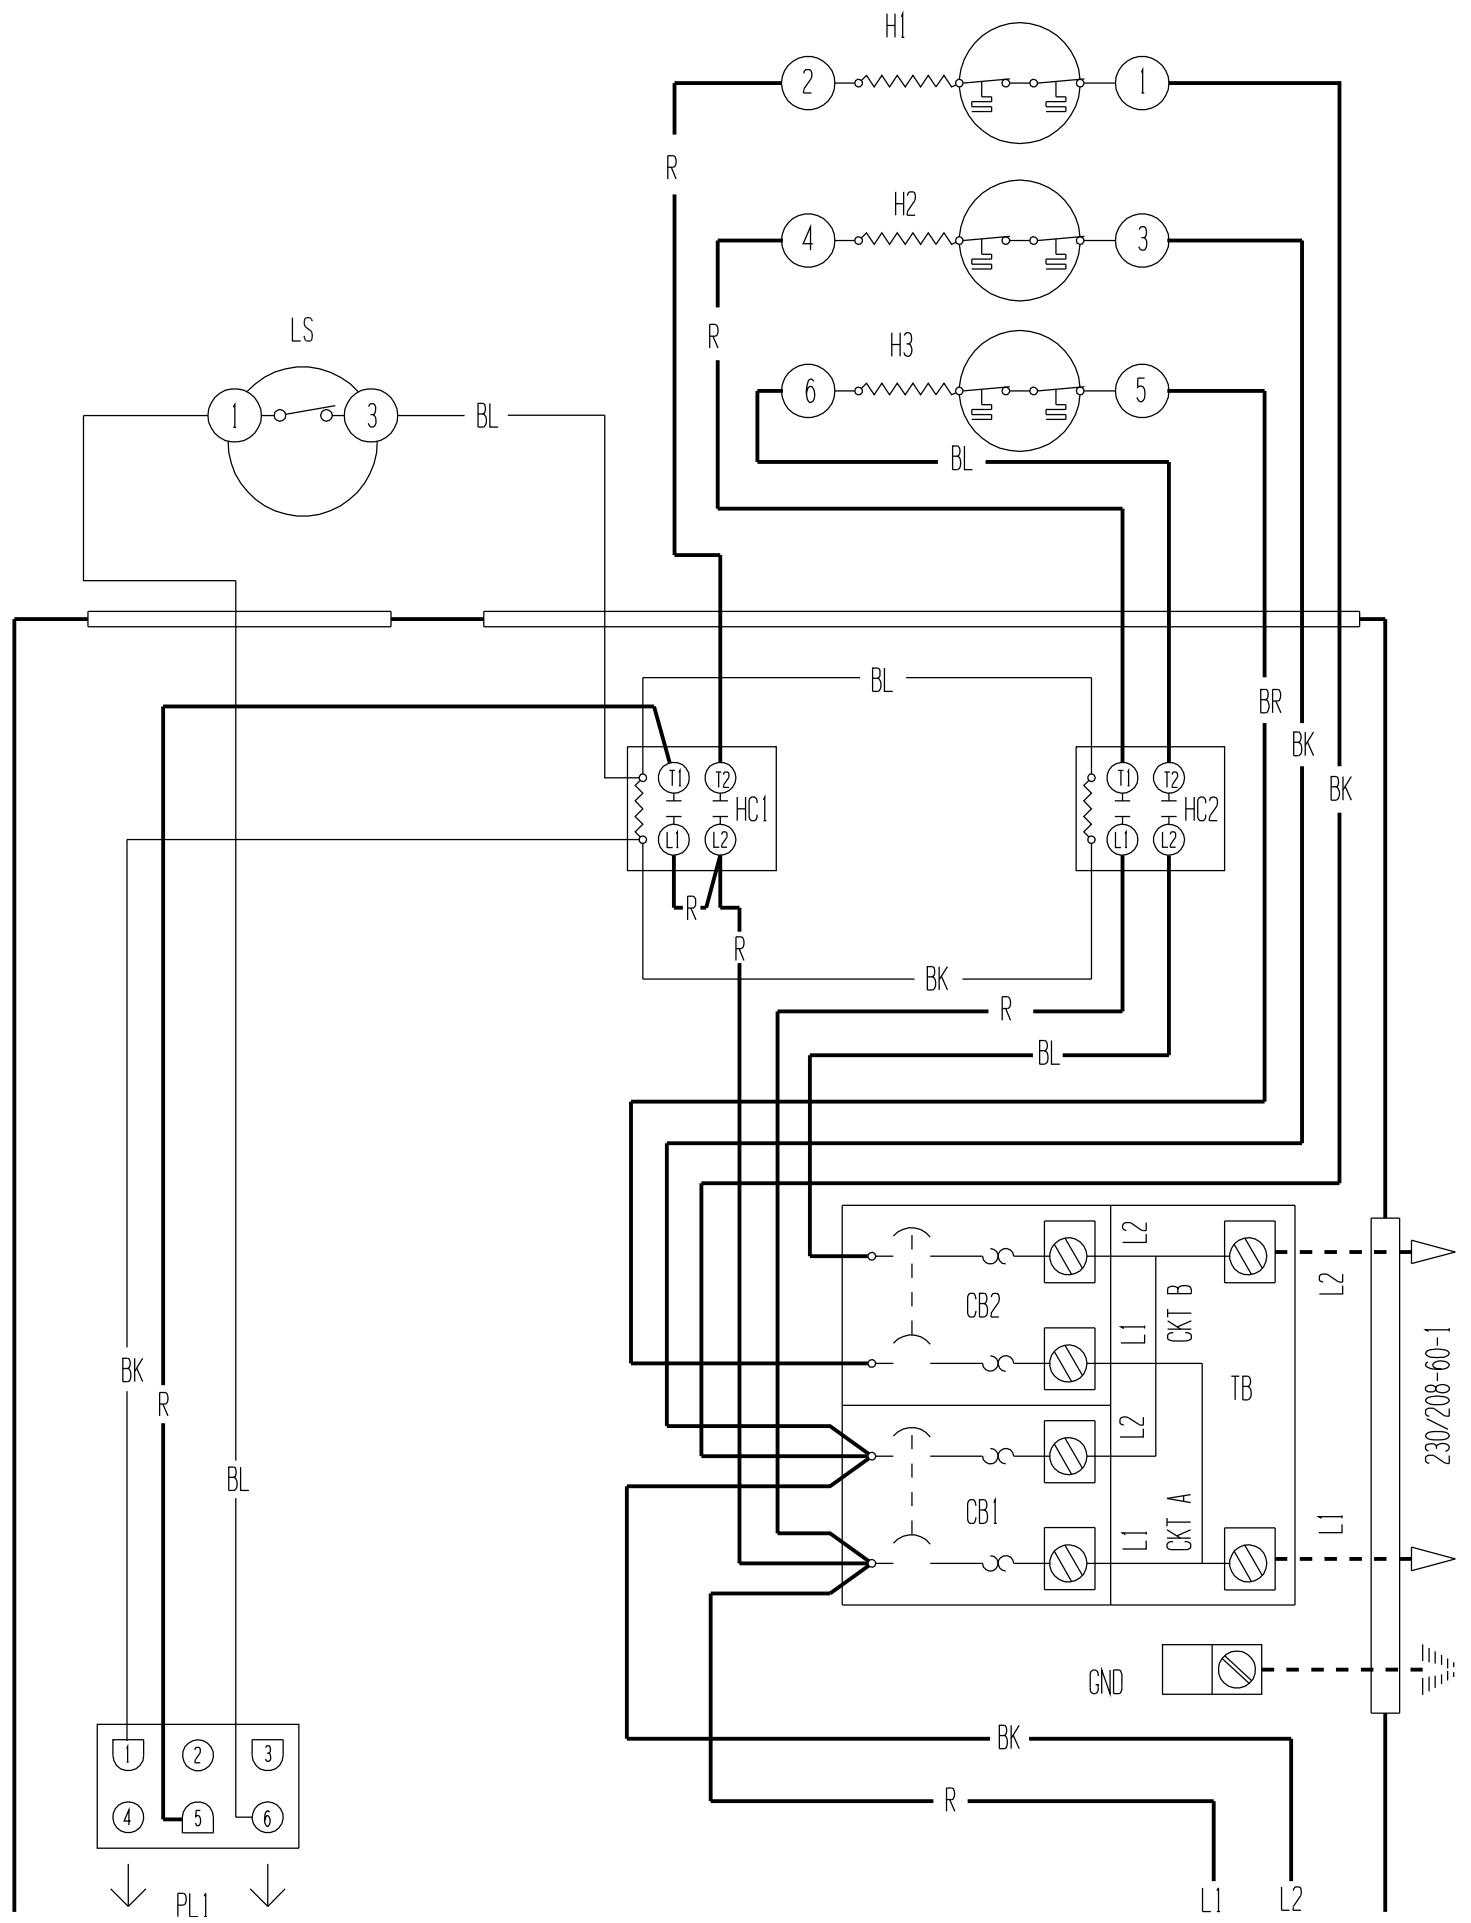 H1
2 1
R
H2
4 3
LS
R
H3
6 5
1 3 BL
BL
BL
BR
BK
T1 T2 T1 T2
BK
HC1 HC2
L1 L2 L1 L2
R
R
BK
R
BL
L2
L2
CKT B
CB2
L1
230/208-60-1
BK
TB
R
L2
BL
CKT A
CB1
L1
L1
GND
BK
1 2 3
R
4 5 6
PL1
L1 L2